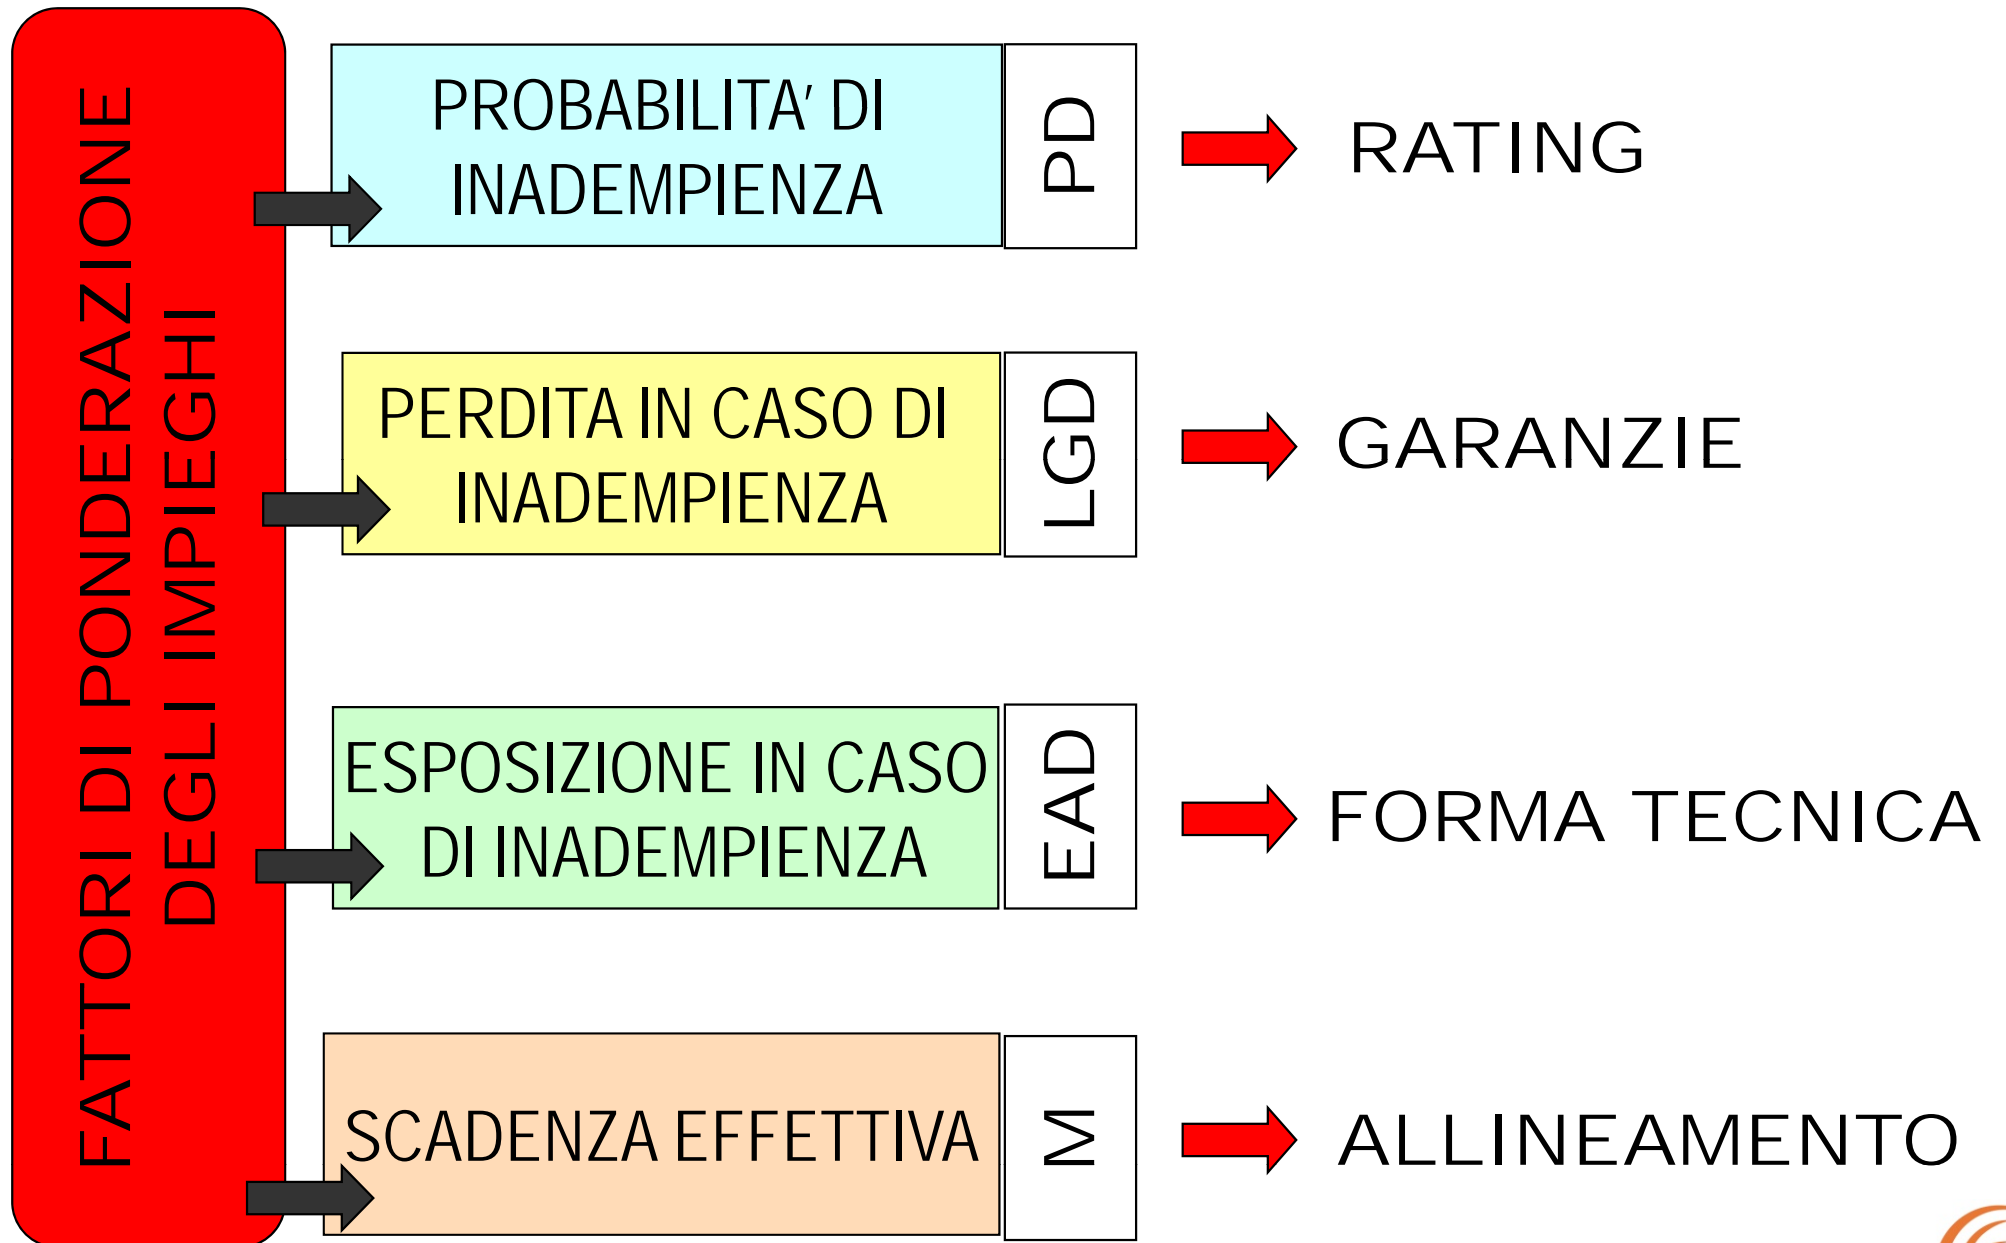 FATTORI DI PONDERAZIONE
DEGLI IMPIEGHI
PROBABILITA’ DI
INADEMPIENZA
PD
RATING
PERDITA IN CASO DI
INADEMPIENZA
LGD
GARANZIE
ESPOSIZIONE IN CASO
DI INADEMPIENZA
EAD
FORMA TECNICA
SCADENZA EFFETTIVA
M
ALLINEAMENTO